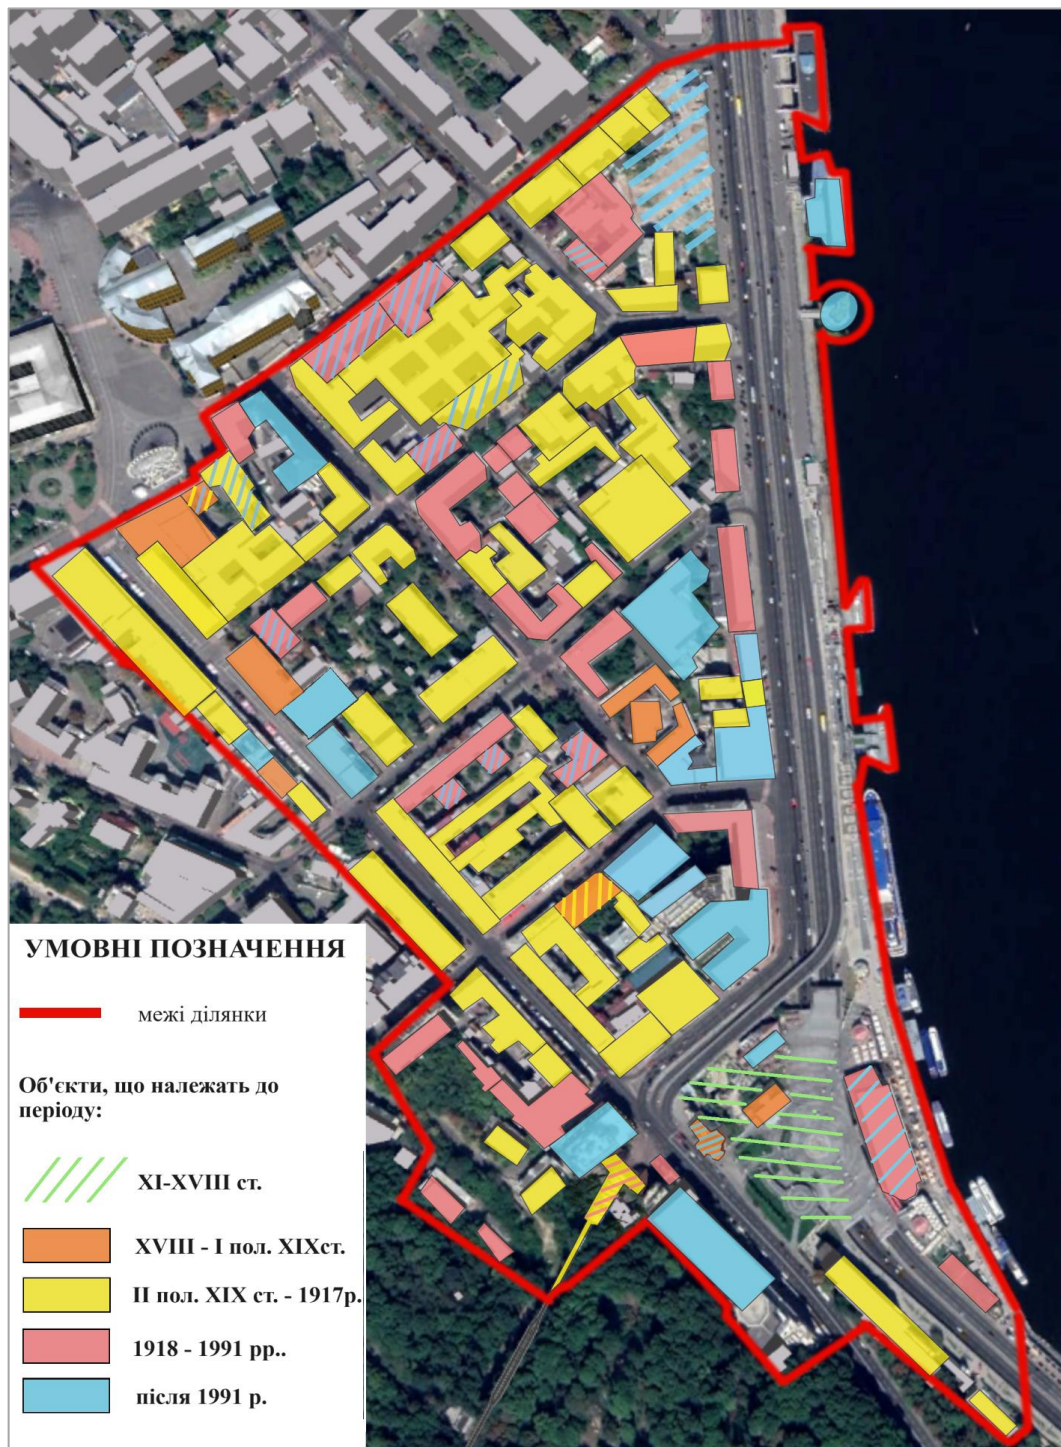 УМОВНІ ПОЗНАЧЕННЯ
межі ділянки
Об'єкти, що належать до
періоду:
XI-XVIII ст.
XVIII - I пол. XIXст.
II пол. XIX ст. - 1917р.
1918 - 1991 рр..
після 1991 р.